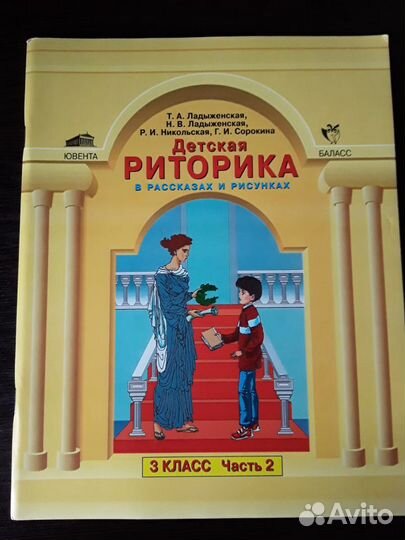 Т. А. Ладыженская,
Н. В. Ладыженская,
Р. И. Никольская, Г. И. Сорокина
Детская
РИТОРИКА
В РАССКАЗАХ И РИСУНКАХ
ЮВЕНТА
БАЛАСС
3 КЛАСС Часть 2
Avito